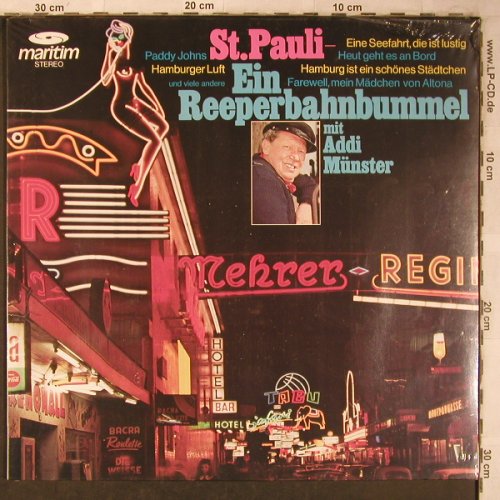 30 cm
20 cm
10 cm
www.LP-CD.de
maritim
STEREO
St.Pauli–
Eine Seefahrt, die ist lustig
Paddy Johns
Heut geht es an Bord
Hamburger Luft
Hamburg ist ein schönes Städtchen
und viele andere
Farewell, mein Mädchen von Altona
Ein
Reeperbahnbummel
mit
Addi
Münster
10 cm
R
Mehrer
REGI
20 cm
HOTEL
BAR
TABU
HOTEL
BACRA
Roulette
DIE WEISSE
30 cm